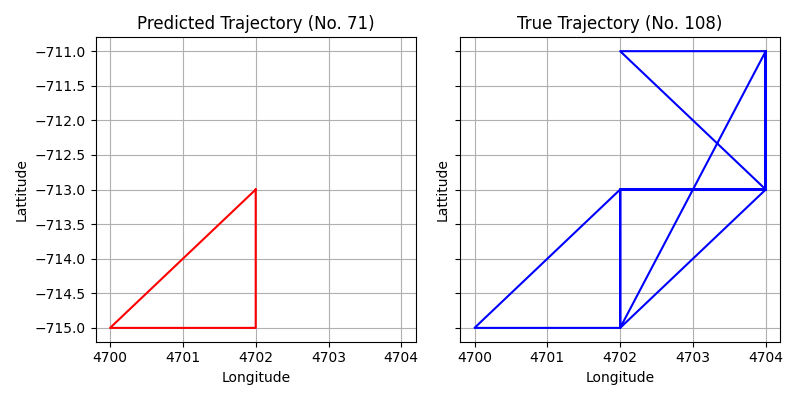 Predicted Trajectory (No. 71)
True Trajectory (No. 108)
−711.0
−711.5
−712.0
−712.5
−713.0
−713.5
−714.0
−714.5
−715.0
Lattitude
Lattitude
4700 4701 4702 4703 4704
4700 4701 4702 4703 4704
Longitude
Longitude